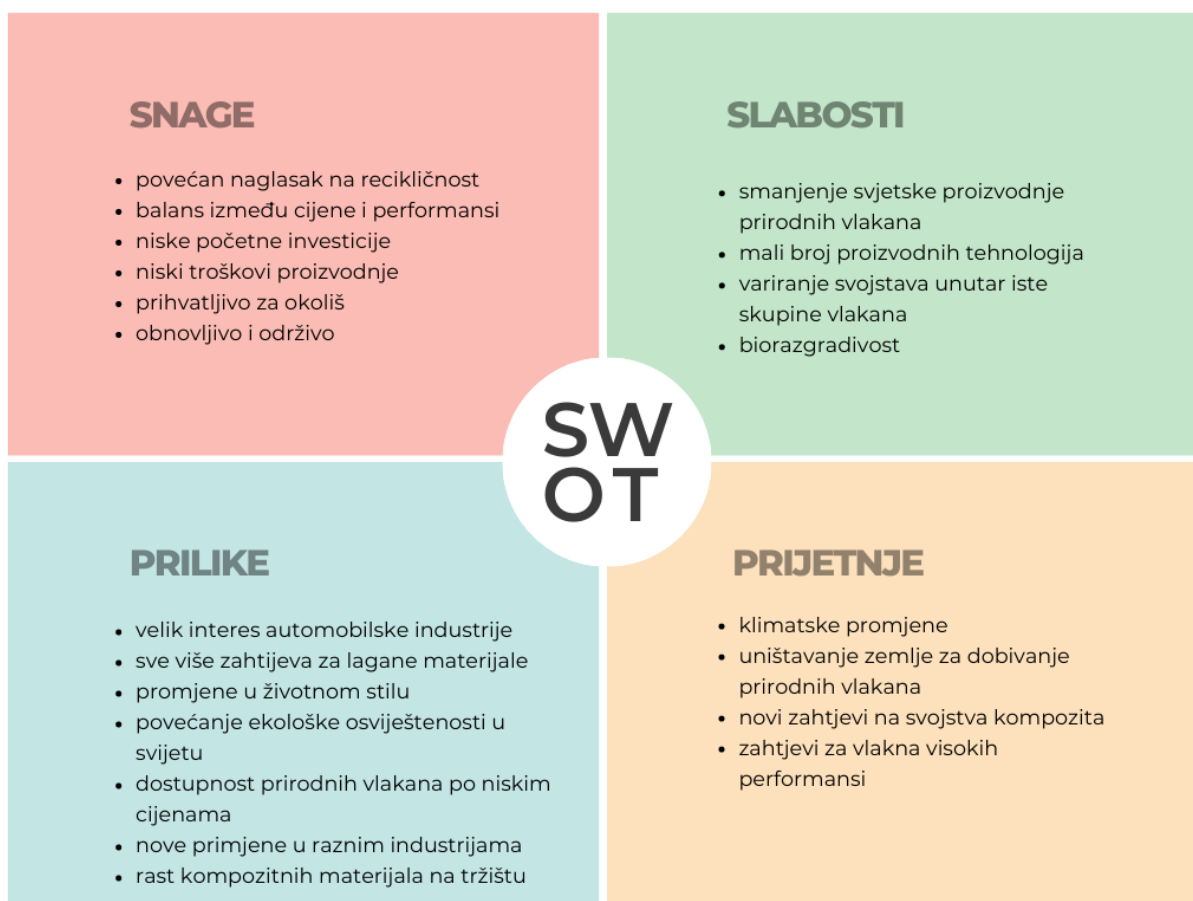 SNAGE
• povećan naglasak na recikličnost
• balans između cijene i performansi
• niske početne investicije
• niski troškovi proizvodnje
• prihvatljivo za okoliš
• obnovljivo i održivo
SLABOSTI
• smanjenje svjetske proizvodnje
prirodnih vlakana
• mali broj proizvodnih tehnologija
• variranje svojstava unutar iste
skupine vlakana
• biorazgradivost
SW
OT
PRILIKE
• velik interes automobilske industrije
• sve više zahtijeva za lagane materijale
• promjene u životnom stilu
• povećanje ekološke osviještenosti u
svijetu
• dostupnost prirodnih vlakana po niskim
cijenama
• nove primjene u raznim industrijama
• rast kompozitnih materijala na tržištu
PRIJETNJE
• klimatske promjene
• uništavanje zemlje za dobivanje
prirodnih vlakana
• novi zahtjevi na svojstva kompozita
• zahtjevi za vlakna visokih
performansi